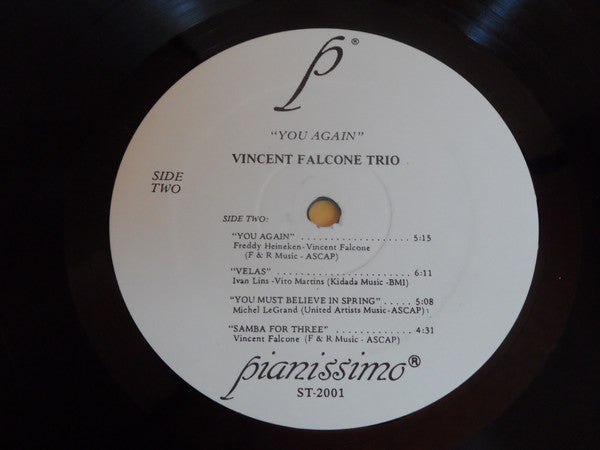 p®
"YOU AGAIN"
VINCENT FALCONE TRIO
SIDE
TWO
SIDE TWO:
"YOU AGAIN" .................... 5:15
Freddy Heineken-Vincent Falcone
(F & R Music - ASCAP)
"VELAS" ........................ 6:11
Ivan Lins -Vito Martins (Kidada Music -BMI)
"YOU MUST BELIEVE IN SPRING" ..... 5:08
Michel LeGrand (United Artists Music-ASCAP)
"SAMBA FOR THREE" .............. 4:31
Vincent Falcone (F & R Music - ASCAP)
pianissimo®
ST-2001